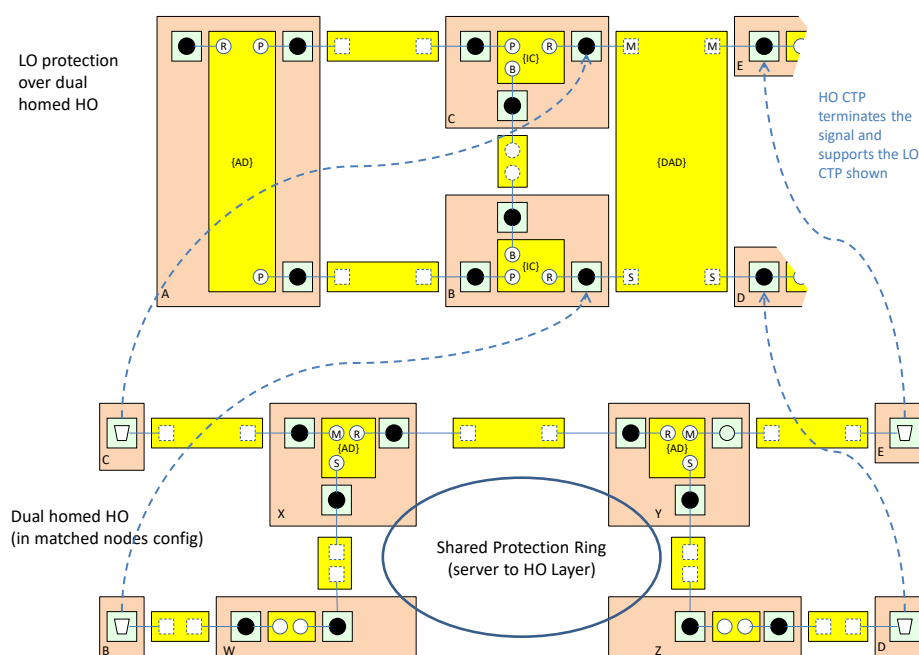 LO protection
over dual
homed HO
R
P
{AD}
P
A
P
R
{IC}
B
C
M
M
{DAD}
S
S
B
{IC}
P
R
B
E
D
HO CTP
terminates the
signal and
supports the LO
CTP shown
C
M
R
{AD}
S
X
R
M
{AD}
S
Y
E
Dual homed HO
(in matched nodes config)
Shared Protection Ring
(server to HO Layer)
B
W
Z
D